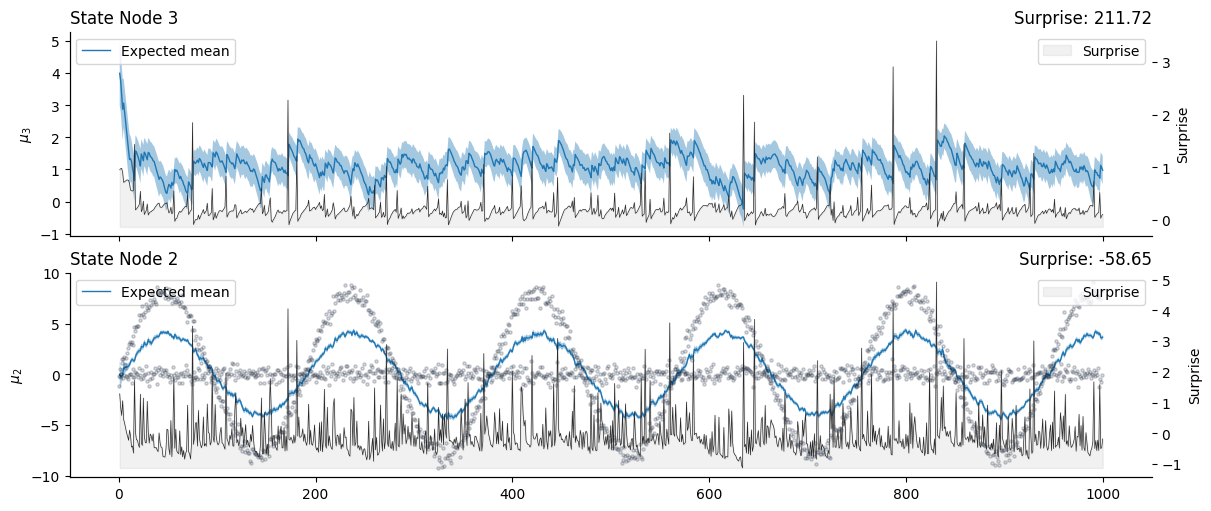 State Node 3 Surprise: 211.72
Expected mean
Surprise
5
4
3
2
1
0
−1
μ3
3
2
1
0
Surprise
State Node 2 Surprise: -58.65
Expected mean
Surprise
10
5
0
−5
−10
μ2
5
4
3
2
1
0
−1
Surprise
0 200 400 600 800 1000